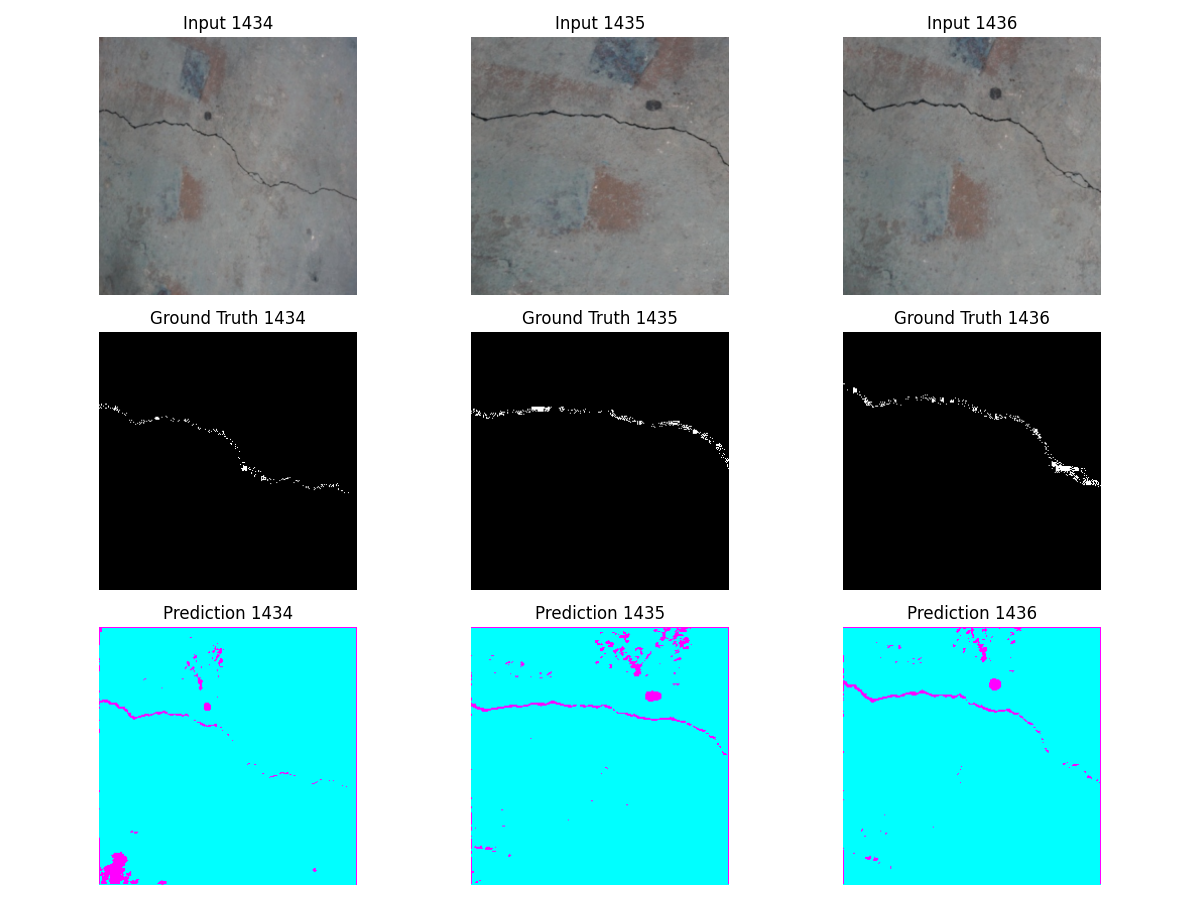 Input 1434
Input 1435
Input 1436
Ground Truth 1434
Ground Truth 1435
Ground Truth 1436
Prediction 1434
Prediction 1435
Prediction 1436